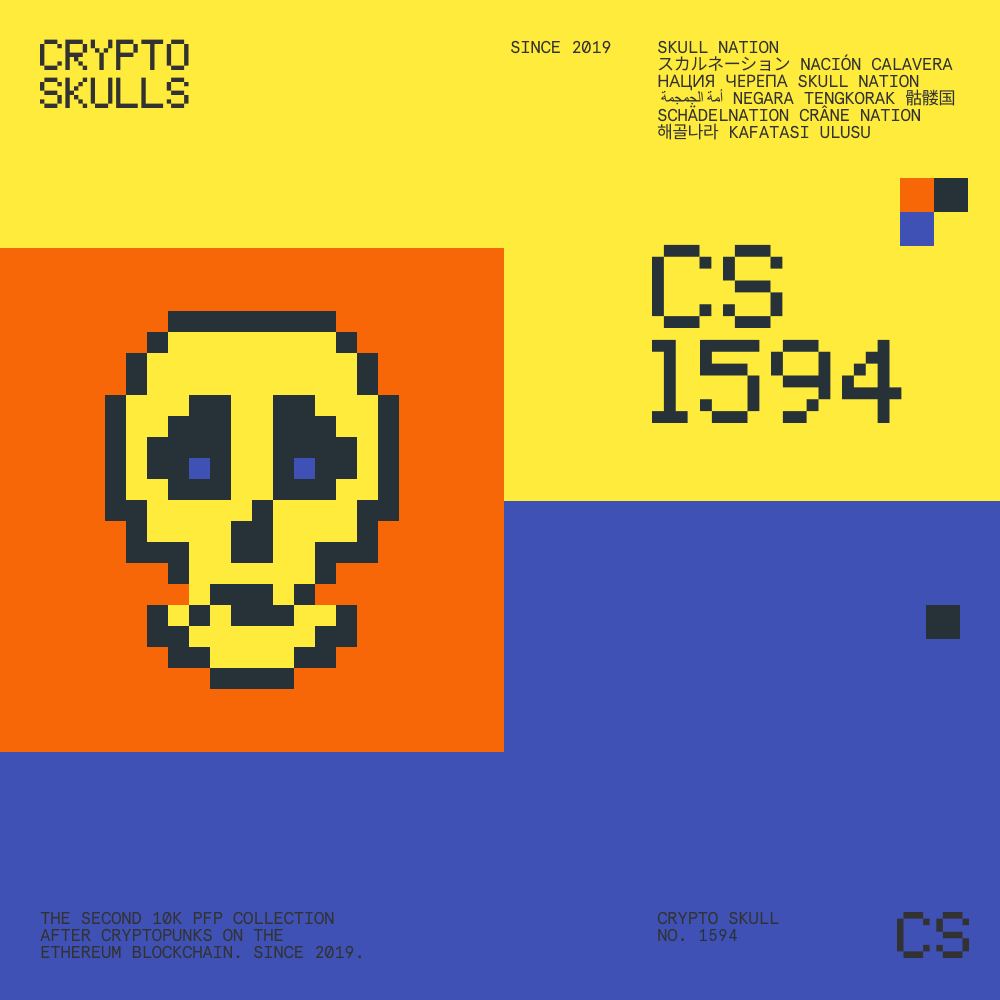 CRYPTO
SKULLS
SINCE 2019
SKULL NATION
スカルネーション NACIÓN CALAVERA
НАЦИЯ ЧЕРЕПА SKULL NATION
أمة الجمجمة NEGARA TENGKORAK 骷髅国
SCHÄDELNATION CRÂNE NATION
해골나라 KAFATASI ULUSU
CS
1594
THE SECOND 10K PFP COLLECTION
AFTER CRYPTOPUNKS ON THE
ETHEREUM BLOCKCHAIN. SINCE 2019.
CRYPTO SKULL
NO. 1594
CS